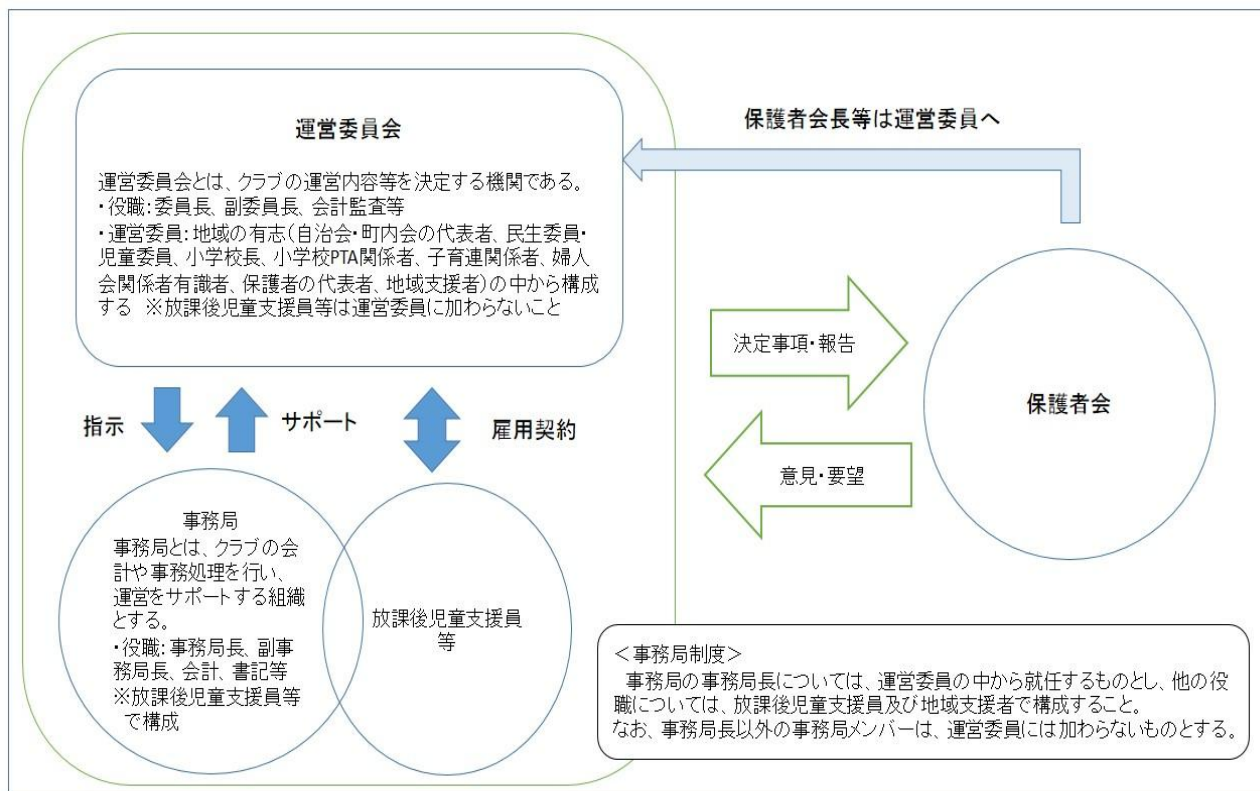 運営委員会
運営委員会とは、クラブの運営内容等を決定する機関である。
・役職：委員長、副委員長、会計監査等
・運営委員：地域の有志（自治会・町内会の代表者、民生委員・
児童委員、小学校長、小学校PTA関係者、子育連関係者、婦人
会関係者有識者、保護者の代表者、地域支援者）の中から構成
する　※放課後児童支援員等は運営委員に加わらないこと
保護者会長等は運営委員へ
決定事項・報告
意見・要望
保護者会
指示
サポート
雇用契約
事務局
事務局とは、クラブの会
計や事務処理を行い、
運営をサポートする組織
とする。
・役職：事務局長、副事
務局長、会計、書記等
※放課後児童支援員等
で構成
放課後児童支援員
等
＜事務局制度＞
事務局の事務局長については、運営委員の中から就任するものとし、他の役
職については、放課後児童支援員及び地域支援者で構成すること。
なお、事務局長以外の事務局メンバーは、運営委員には加わらないものとする。